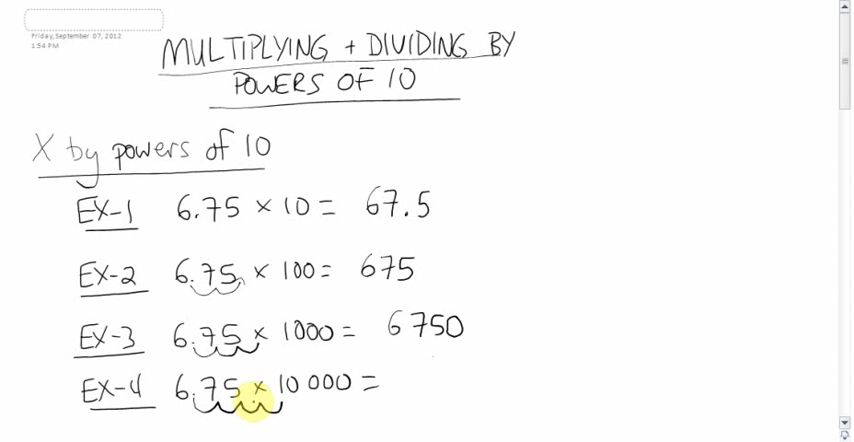 Friday, September 07, 2012
1:54 PM
MULTIPLYING + DIVIDING BY
POWERS OF 10
X by powers of 10
EX-1 6.75 × 10 = 67.5
EX-2 6.75 × 100 = 675
EX-3 6.75 × 1000 = 6750
EX-4 6.75 × 10 000 =